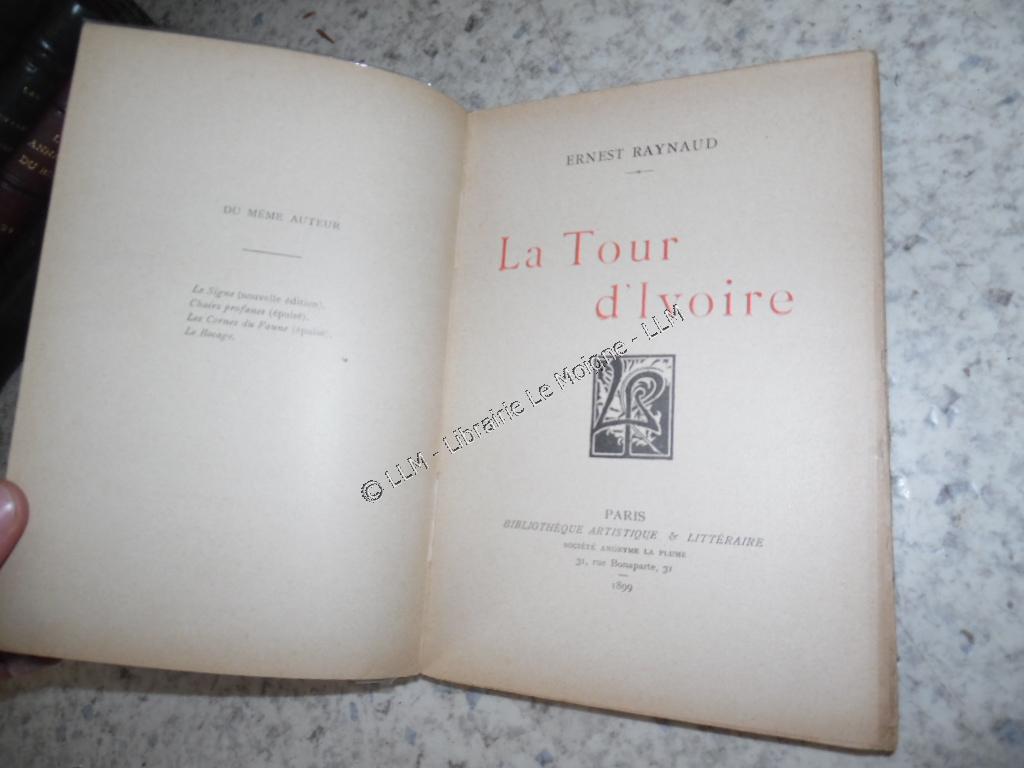 DU MÊME AUTEUR
Le Signe (nouvelle édition).
Chairs profanes (épuisé).
Les Cornes du Faune (épuisé).
Le Bocage.
ERNEST RAYNAUD
La Tour
d'Ivoire
PARIS
BIBLIOTHÈQUE ARTISTIQUE & LITTÉRAIRE
SOCIÉTÉ ANONYME LA PLUME
31, rue Bonaparte, 31
1899
© LLM - Librairie Le Moigne - LLM